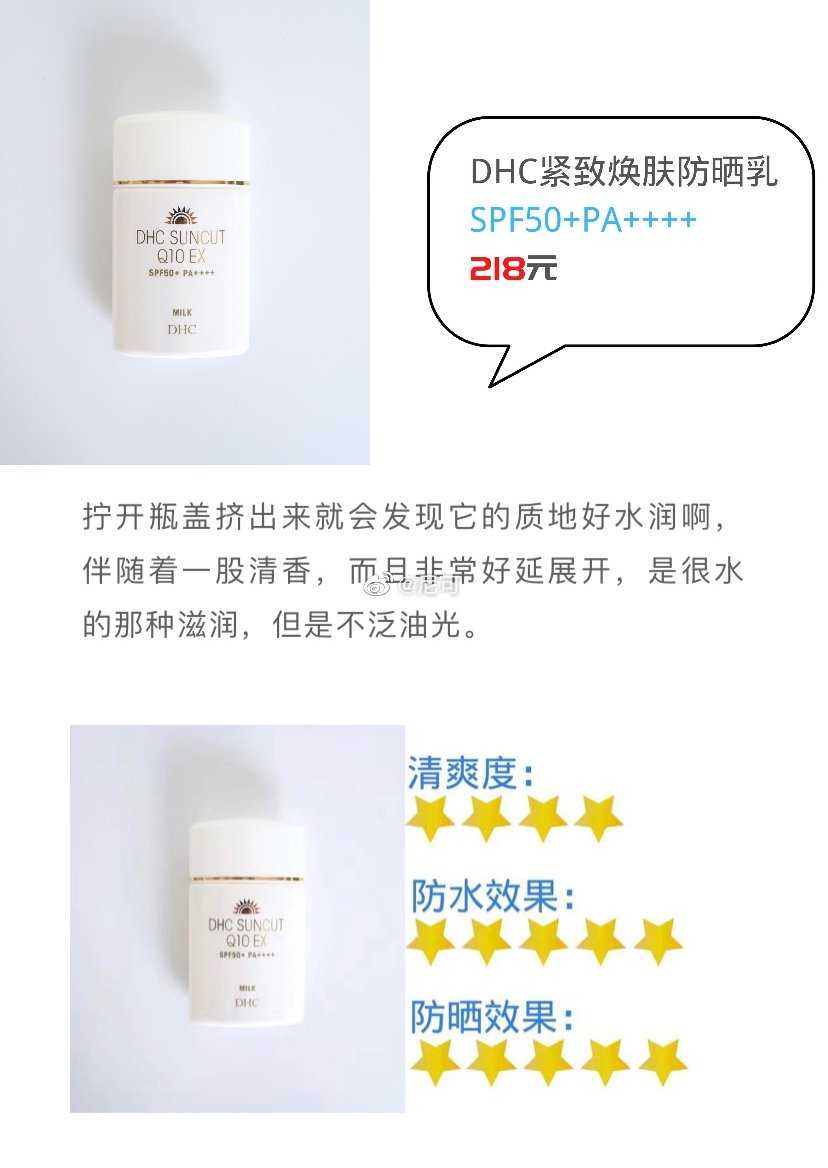 DHC SUNCUT
Q10 EX
SPF50+ PA++++
MILK
DHC
DHC紧致焕肤防晒乳
SPF50+PA++++
218元
拧开瓶盖挤出来就会发现它的质地好水润啊，
伴随着一股清香，而且非常好延展开，是很水
的那种滋润，但是不泛油光。
@尼可
DHC SUNCUT
Q10 EX
SPF50+ PA++++
MILK
DHC
清爽度：
防水效果：
防晒效果：